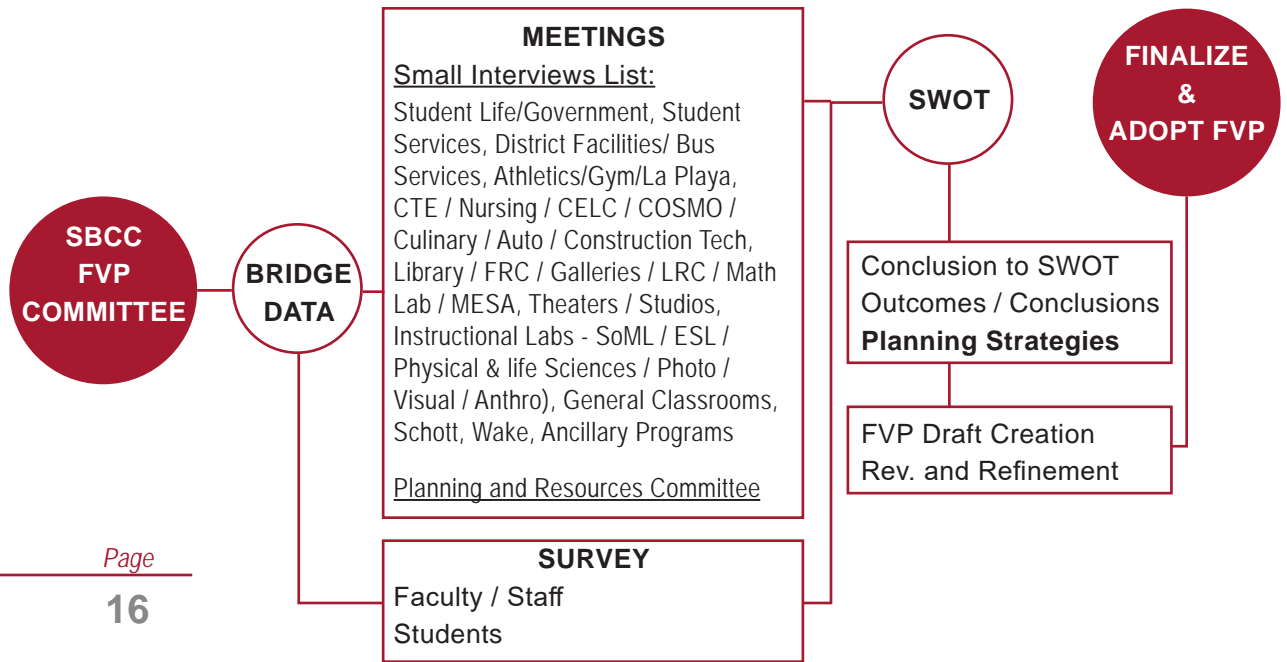 SBCC
FVP
COMMITTEE
BRIDGE
DATA
MEETINGS
Small Interviews List:
Student Life/Government, Student
Services, District Facilities/ Bus
Services, Athletics/Gym/La Playa,
CTE / Nursing / CELC / COSMO /
Culinary / Auto / Construction Tech,
Library / FRC / Galleries / LRC / Math
Lab / MESA, Theaters / Studios,
Instructional Labs - SoML / ESL /
Physical & life Sciences / Photo /
Visual / Anthro), General Classrooms,
Schott, Wake, Ancillary Programs
Planning and Resources Committee
SURVEY
Faculty / Staff
Students
SWOT
Conclusion to SWOT
Outcomes / Conclusions
Planning Strategies
FVP Draft Creation
Rev. and Refinement
FINALIZE
&
ADOPT FVP
Page
16